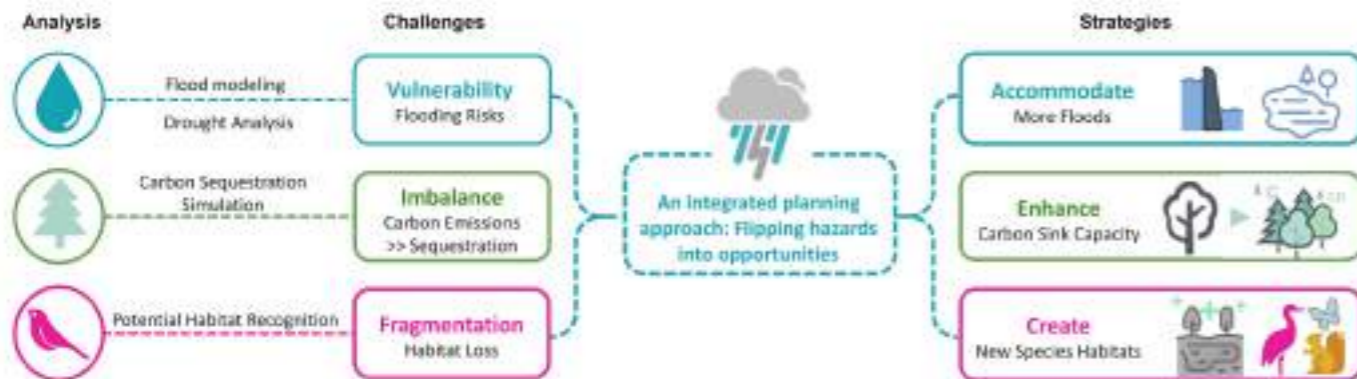 Analysis
Challenges
Strategies
Flood modeling
Drought Analysis
Vulnerability
Flooding Risks
Carbon Sequestration
Simulation
Imbalance
Carbon Emissions
>> Sequestration
Potential Habitat Recognition
Fragmentation
Habitat Loss
An integrated planning
approach: Flipping hazards
into opportunities
Accommodate
More Floods
Enhance
Carbon Sink Capacity
Create
New Species Habitats